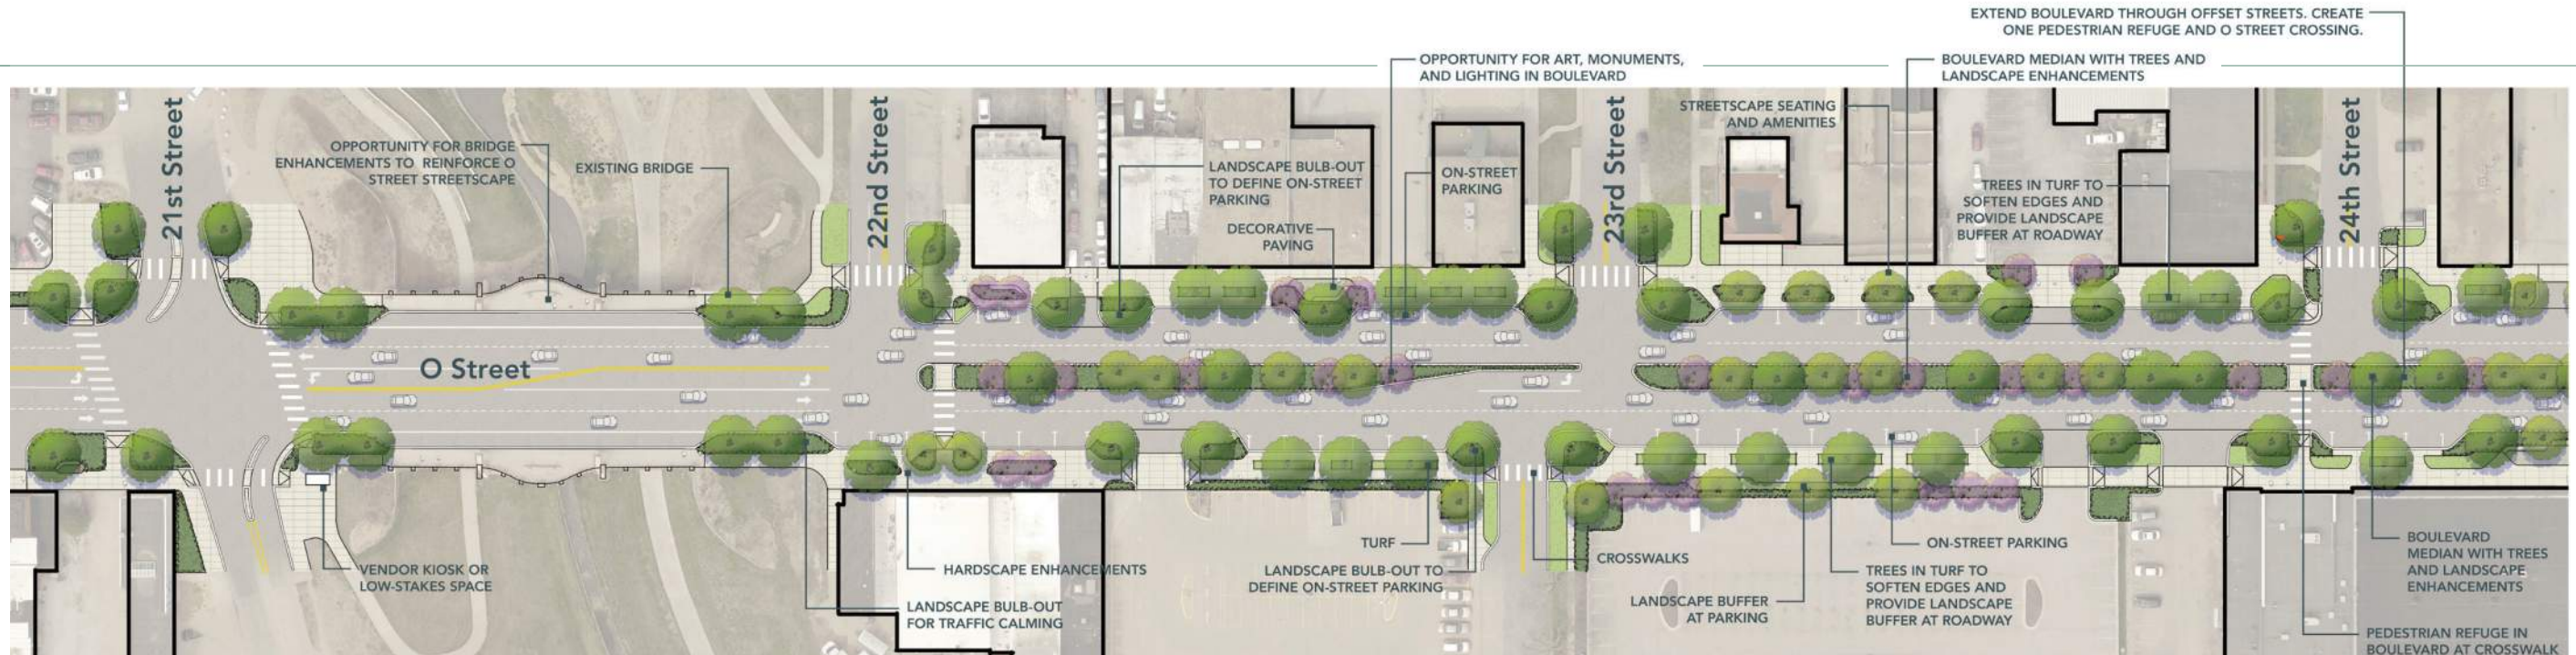 EXTEND BOULEVARD THROUGH OFFSET STREETS. CREATE
ONE PEDESTRIAN REFUGE AND O STREET CROSSING.
OPPORTUNITY FOR ART, MONUMENTS,
AND LIGHTING IN BOULEVARD
BOULEVARD MEDIAN WITH TREES AND
LANDSCAPE ENHANCEMENTS
21st Street
OPPORTUNITY FOR BRIDGE
ENHANCEMENTS TO REINFORCE O
STREET STREETSCAPE
EXISTING BRIDGE
22nd Street
LANDSCAPE BULB-OUT
TO DEFINE ON-STREET
PARKING
DECORATIVE
PAVING
ON-STREET
PARKING
23rd Street
STREETSCAPE SEATING
AND AMENITIES
TREES IN TURF TO
SOFTEN EDGES AND
PROVIDE LANDSCAPE
BUFFER AT ROADWAY
24th Street
O Street
VENDOR KIOSK OR
LOW-STAKES SPACE
HARDSCAPE ENHANCEMENTS
LANDSCAPE BULB-OUT
FOR TRAFFIC CALMING
TURF
LANDSCAPE BULB-OUT TO
DEFINE ON-STREET PARKING
CROSSWALKS
LANDSCAPE BUFFER
AT PARKING
ON-STREET PARKING
TREES IN TURF TO
SOFTEN EDGES AND
PROVIDE LANDSCAPE
BUFFER AT ROADWAY
BOULEVARD
MEDIAN WITH TREES
AND LANDSCAPE
ENHANCEMENTS
PEDESTRIAN REFUGE IN
BOULEVARD AT CROSSWALK